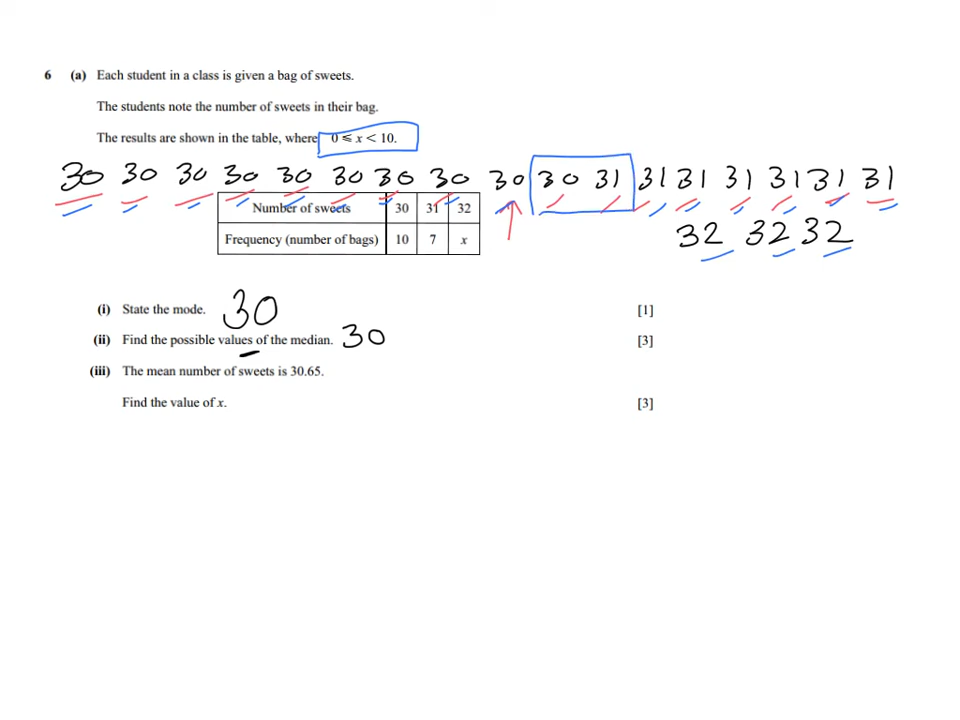 6 (a) Each student in a class is given a bag of sweets.
The students note the number of sweets in their bag.
The results are shown in the table, where 0 ⩽ x < 10.
30 30 30 30 30 30 30 30 30 30 31 31 31 31 31 31 31
Number of sweets 30 31 32
32 32 32
Frequency (number of bags) 10 7 x
(i) State the mode. 30 [1]
(ii) Find the possible values of the median. 30 [3]
(iii) The mean number of sweets is 30.65.
Find the value of x. [3]